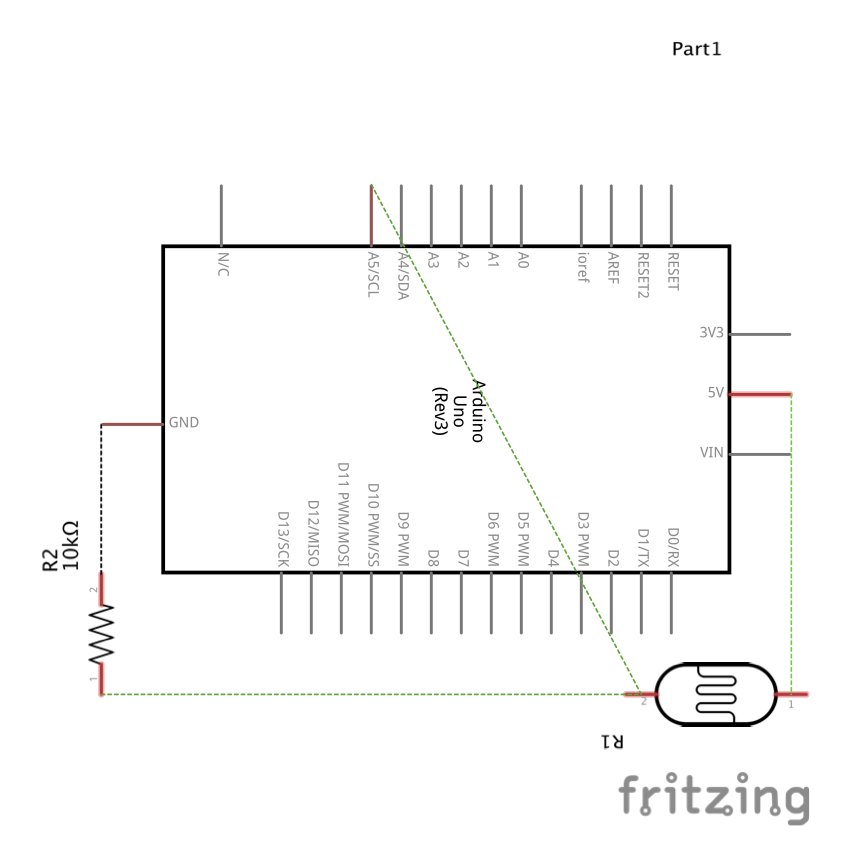 Part1
N/C
A5/SCL
A4/SDA
A3
A2
A1
A0
ioref
AREF
RESET2
RESET
3V3
5V
VIN
GND
Arduino
Uno
(Rev3)
D13/SCK
D12/MISO
D11 PWM/MOSI
D10 PWM/SS
D9 PWM
D8
D7
D6 PWM
D5 PWM
D4
D3 PWM
D2
D1/TX
D0/RX
R2
10kΩ
2
1
2
1
R1
fritzing